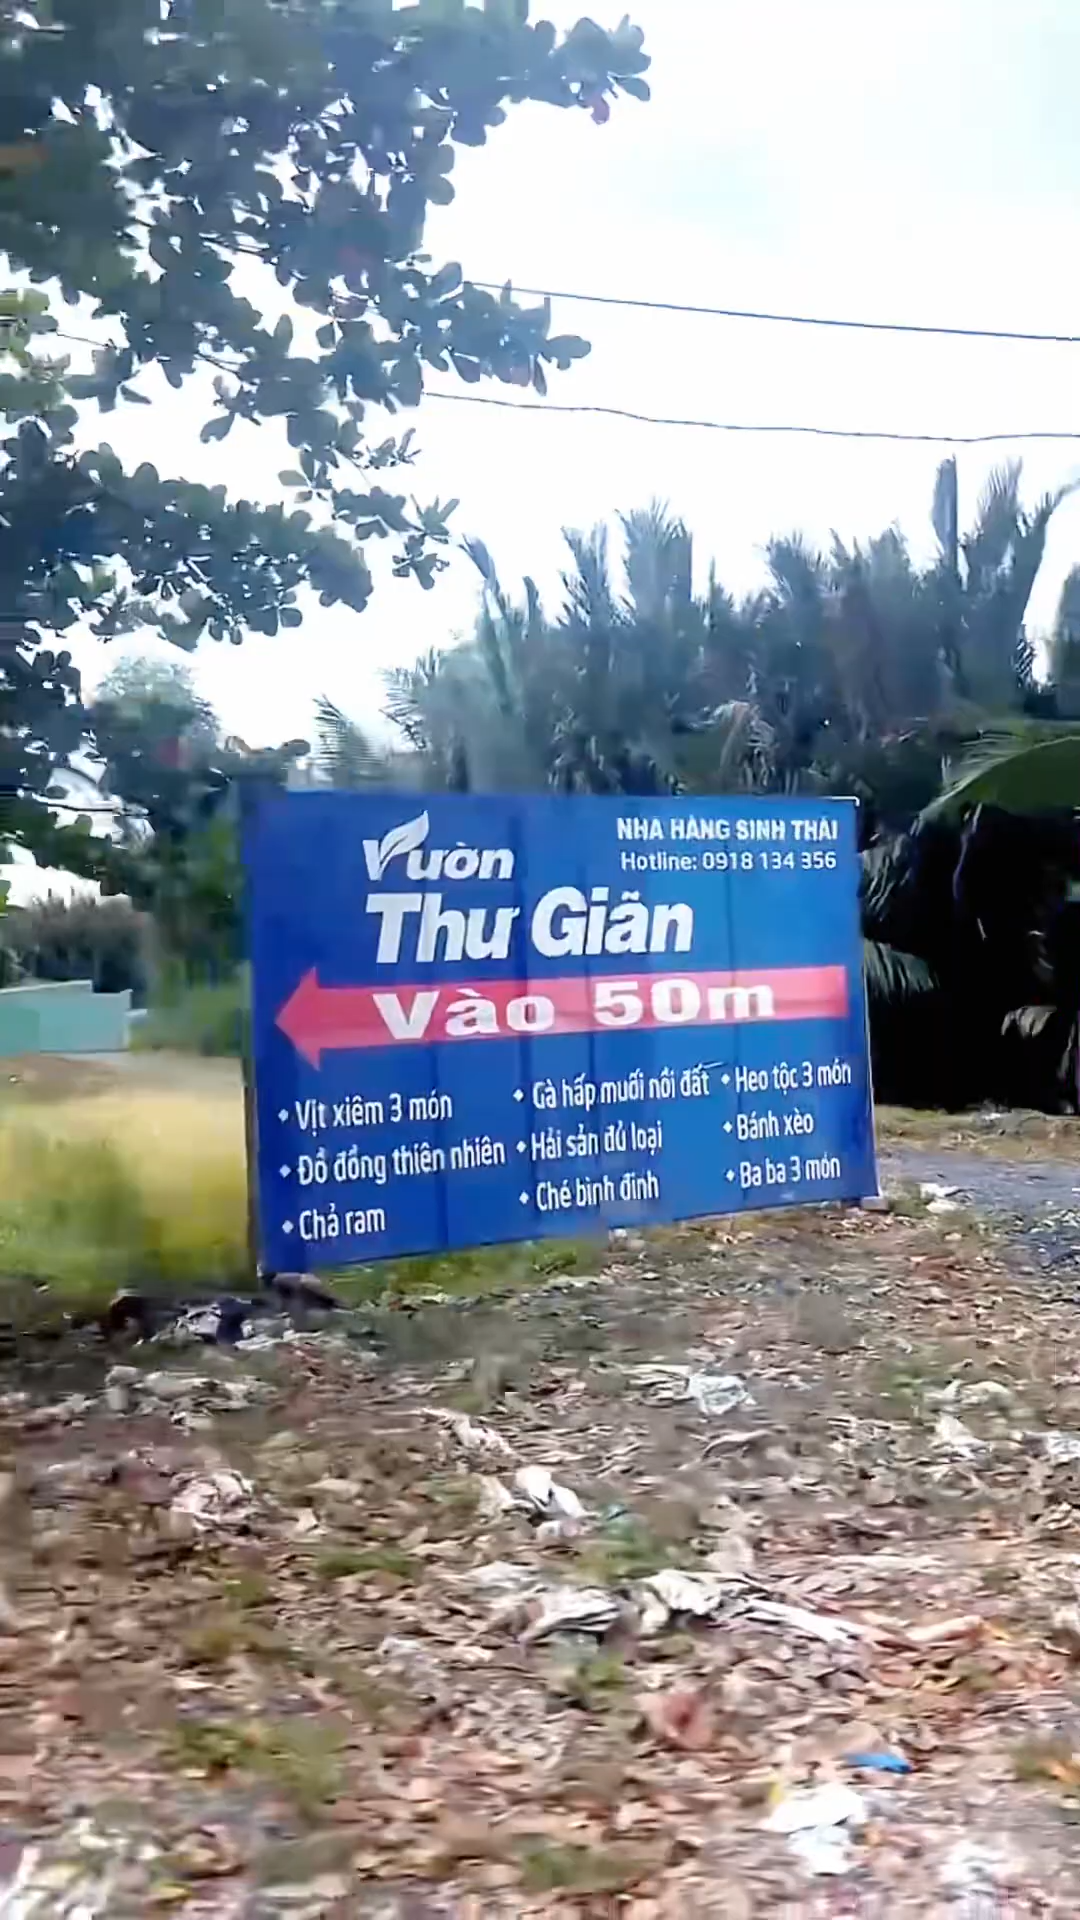 Vườn
Thư Giãn
NHÀ HÀNG SINH THÁI
Hotline: 0918 134 356
Vào 50m
• Vịt xiêm 3 món
• Đồ đồng thiên nhiên
• Chả ram
• Gà hấp muối nồi đất
• Hải sản đủ loại
• Ché bình định
• Heo tộc 3 món
• Bánh xèo
• Ba ba 3 món